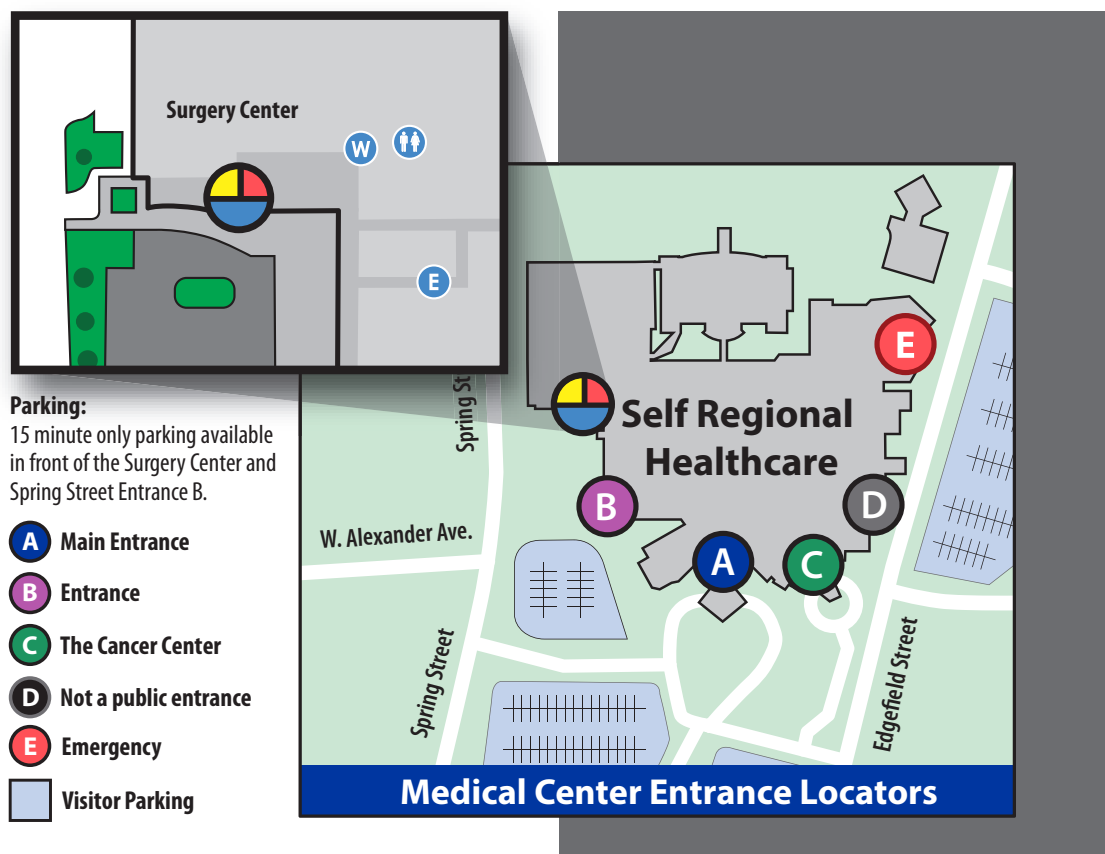 Surgery Center
W
E
Spring St
E
Self Regional
Healthcare
B
D
A
C
W. Alexander Ave.
Spring Street
Edgefield Street
Medical Center Entrance Locators
Parking:
15 minute only parking available
in front of the Surgery Center and
Spring Street Entrance B.
A Main Entrance
B Entrance
C The Cancer Center
D Not a public entrance
E Emergency
Visitor Parking